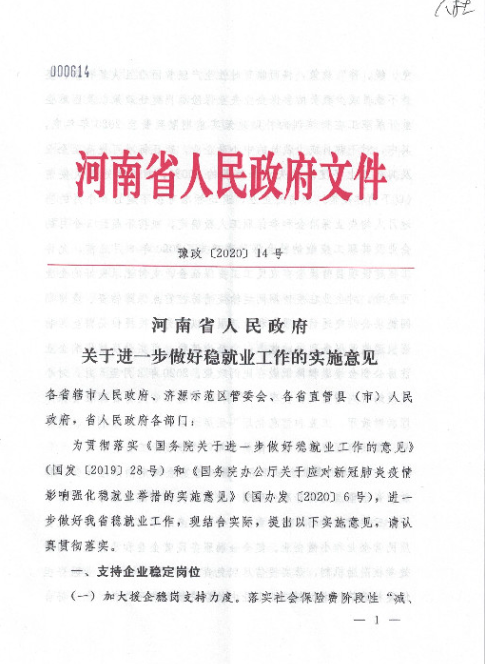 000614
河南省人民政府文件
豫政〔2020〕14号
河南省人民政府
关于进一步做好稳就业工作的实施意见
各省辖市人民政府、济源示范区管委会、各省直管县（市）人民
政府，省人民政府各部门：
为贯彻落实《国务院关于进一步做好稳就业工作的意见》
（国发〔2019〕28号）和《国务院办公厅关于应对新冠肺炎疫情
影响强化稳就业举措的实施意见》（国办发〔2020〕6号），进一
步做好我省稳就业工作，现结合实际，提出以下实施意见，请认
真贯彻落实。
一、支持企业稳定岗位
（一）加大援企稳岗支持力度。落实社会保险费阶段性“减、
— 1 —